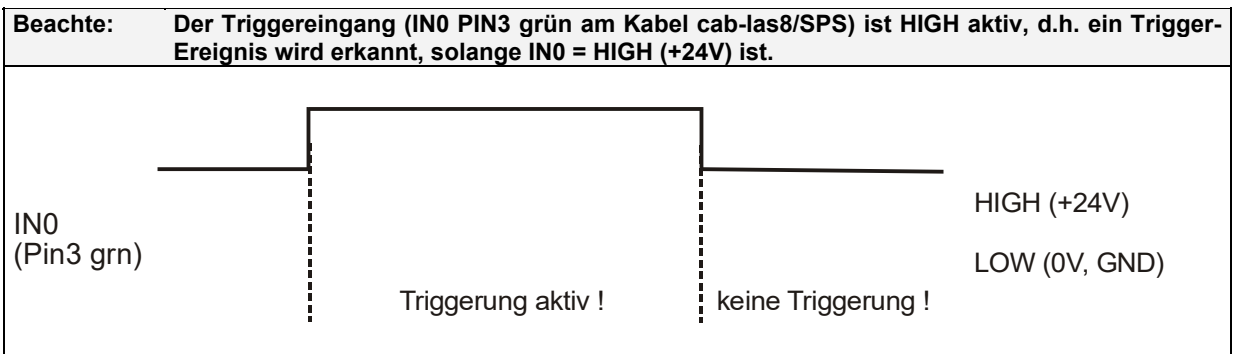 Beachte: Der Triggereingang (IN0 PIN3 grün am Kabel cab-las8/SPS) ist HIGH aktiv, d.h. ein Trigger-
Ereignis wird erkannt, solange IN0 = HIGH (+24V) ist.
HIGH (+24V)
IN0
(Pin3 grn)
LOW (0V, GND)
Triggerung aktiv !
keine Triggerung !